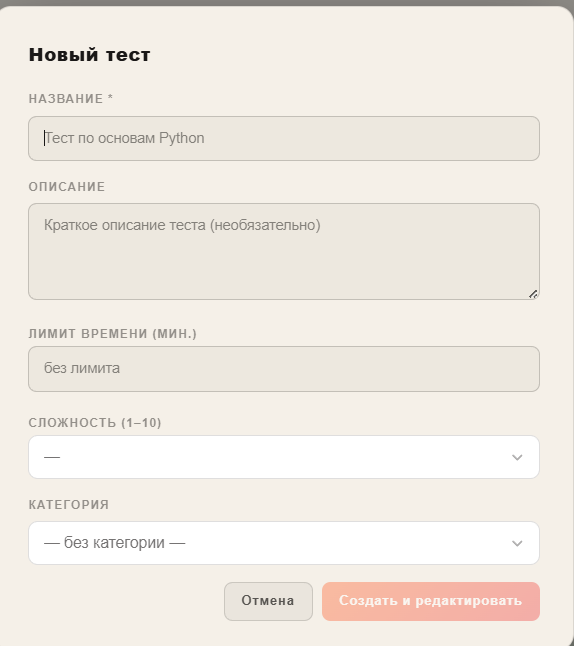 Новый тест
НАЗВАНИЕ *
Тест по основам Python
ОПИСАНИЕ
Краткое описание теста (необязательно)
ЛИМИТ ВРЕМЕНИ (МИН.)
без лимита
СЛОЖНОСТЬ (1–10)
—
КАТЕГОРИЯ
— без категории —
Отмена
Создать и редактировать